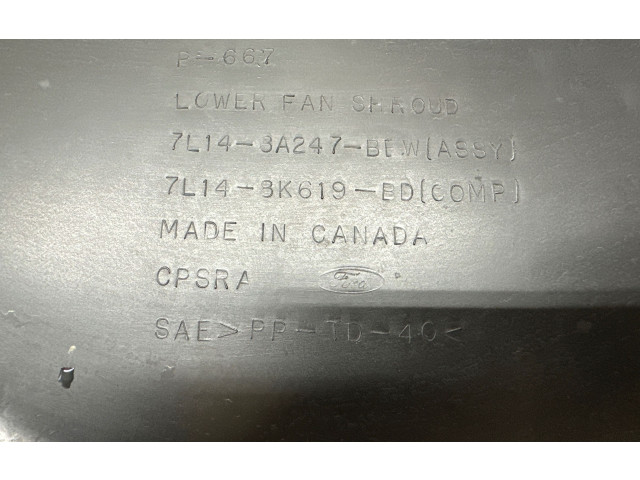 P-667
LOWER FAN SHROUD
7L14-8A247-BEW(ASSY)
7L14-8K619-BD(COMP)
MADE IN CANADA
CPSRA Ford
SAE>PP-TD-40<